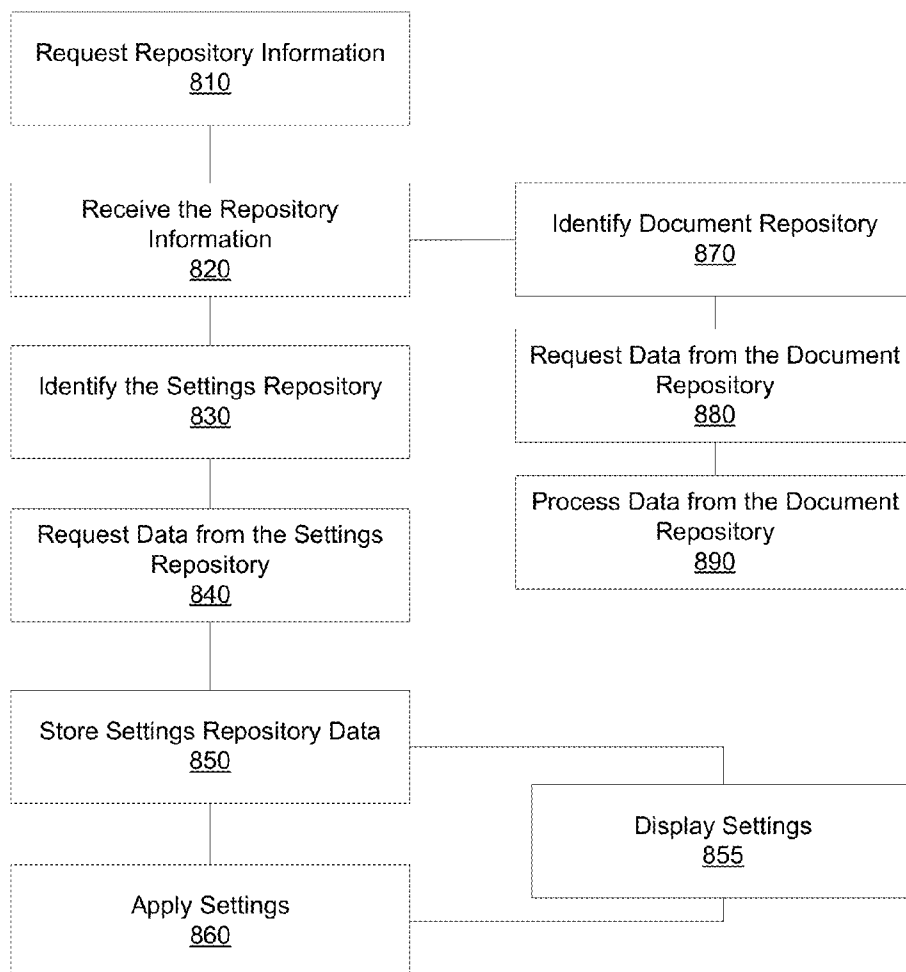 Request Repository Information
810
Receive the Repository
Information
820
Identify Document Repository
870
Identify the Settings Repository
830
Request Data from the Document
Repository
880
Request Data from the Settings
Repository
840
Process Data from the Document
Repository
890
Store Settings Repository Data
850
Display Settings
855
Apply Settings
860